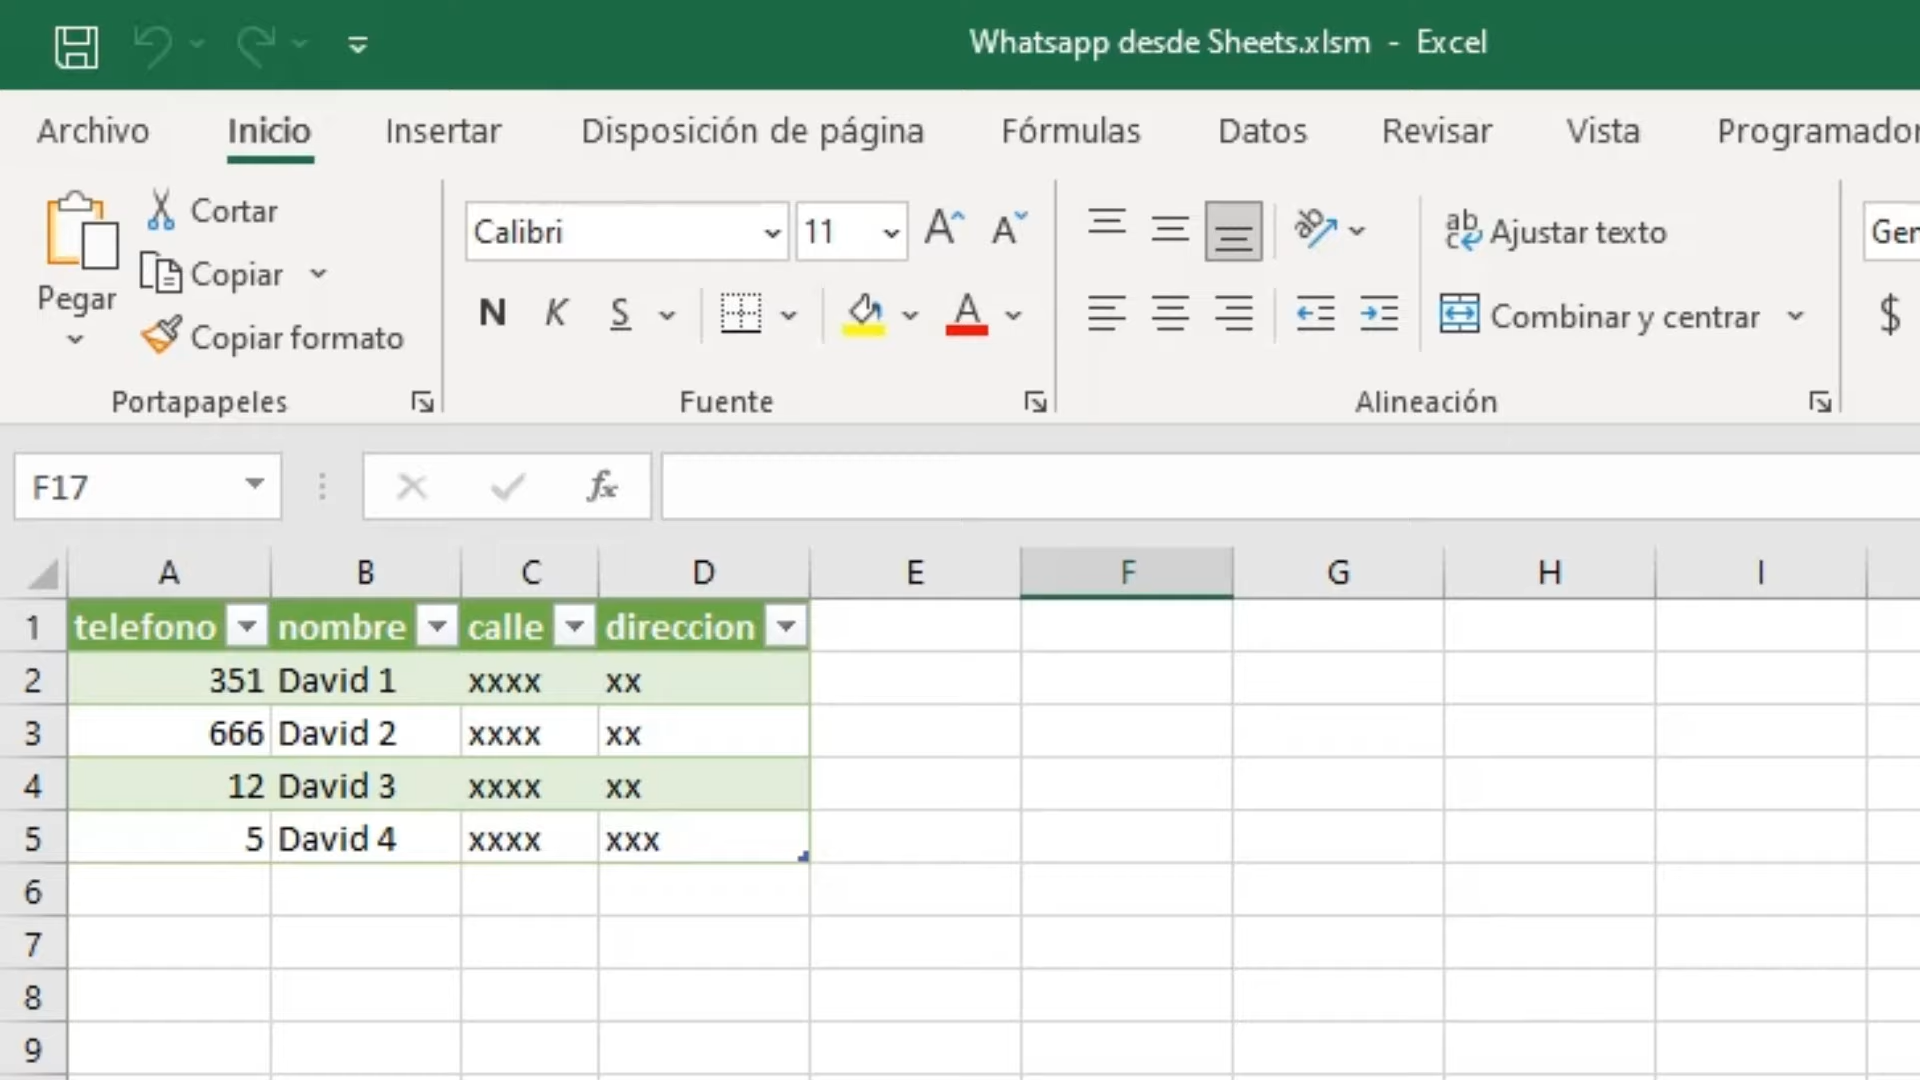 Whatsapp desde Sheets.xlsm - Excel
Archivo Inicio Insertar Disposición de página Fórmulas Datos Revisar Vista Programador
Pegar
Cortar
Copiar
Copiar formato
Portapapeles
Calibri 11
N K S
Fuente
Ajustar texto
Combinar y centrar
Alineación
Gen
$
F17 fx
A B C D E F G H I
1 telefono nombre calle direccion
2 351 David 1 xxxx xx
3 666 David 2 xxxx xx
4 12 David 3 xxxx xx
5 5 David 4 xxxx xxx
6
7
8
9